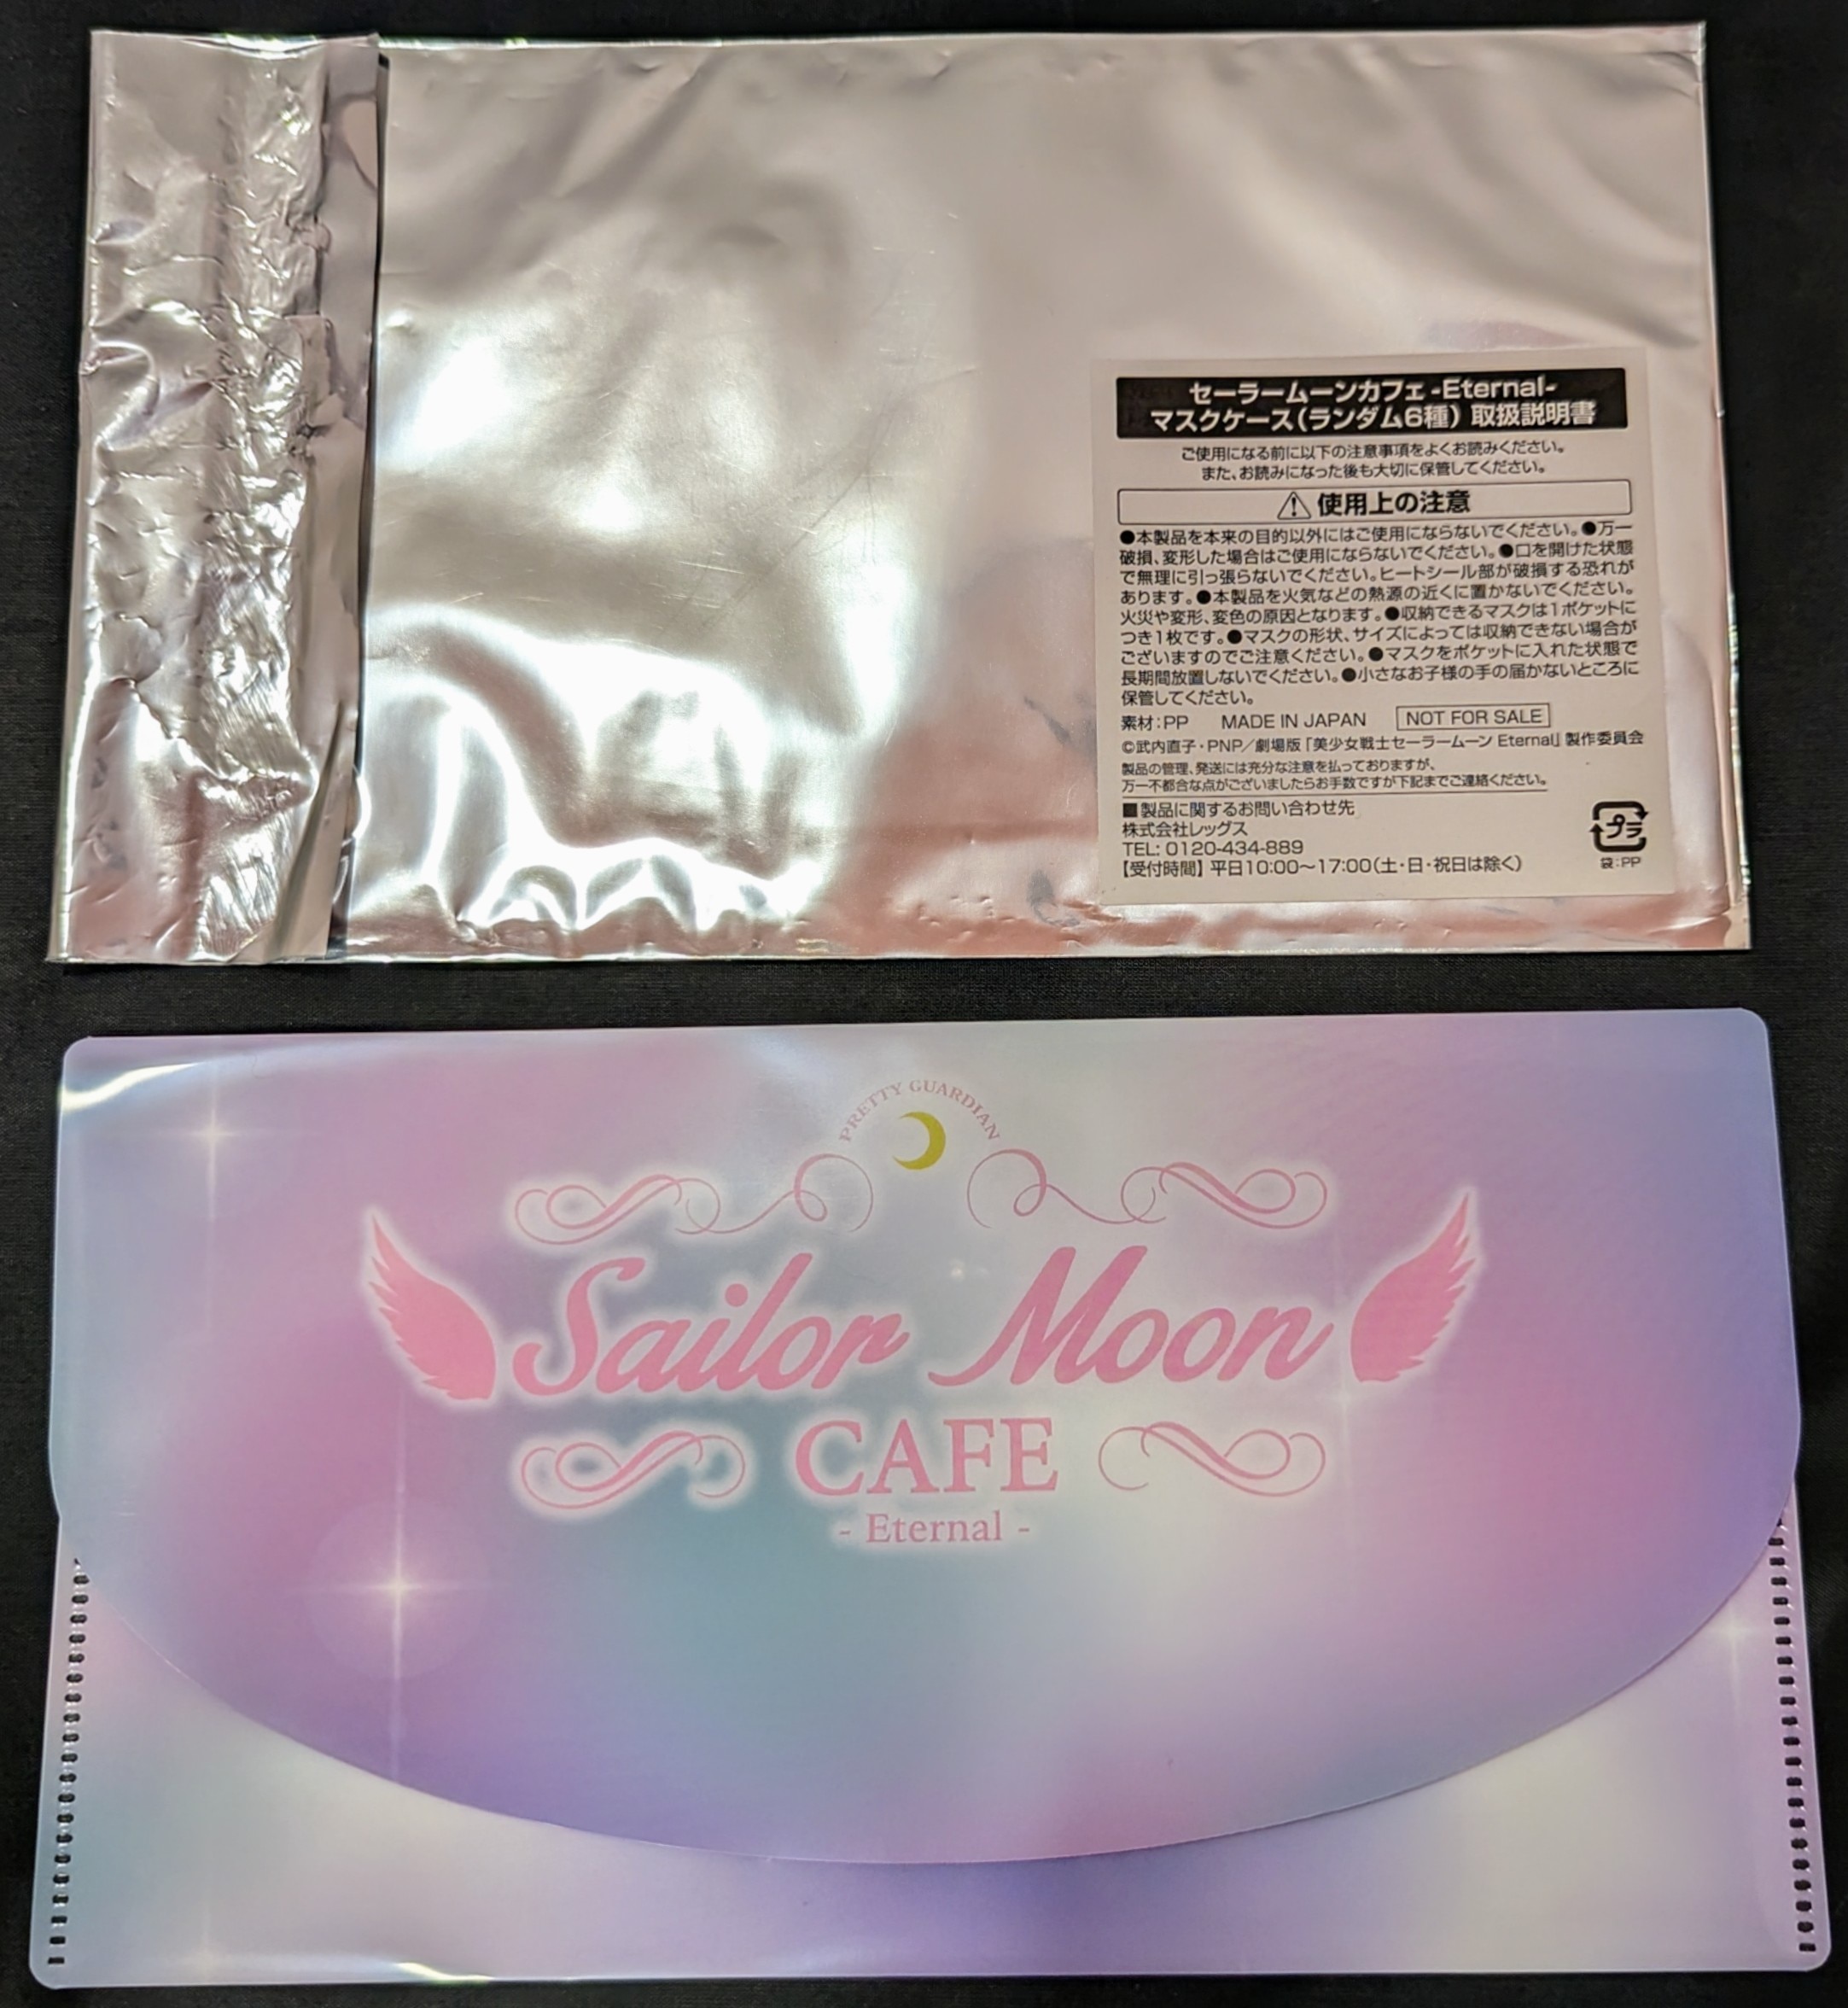 セーラームーンカフェ -Eternal-
マスクケース(ランダム6種) 取扱説明書
ご使用になる前に以下の注意事項をよくお読みください。
また、お読みになった後も大切に保管してください。
使用上の注意
●本製品を本来の目的以外にはご使用にならないでください。●万一
破損、変形した場合はご使用にならないでください。●口を開けた状態
で無理に引っ張らないでください。ヒートシール部が破損する恐れが
あります。●本製品を火気などの熱源の近くに置かないでください。
火災や変形、変色の原因となります。●収納できるマスクは1ポケットに
つき1枚です。●マスクの形状、サイズによっては収納できない場合が
ございますのでご注意ください。●マスクをポケットに入れた状態で
長期間放置しないでください。●小さなお子様の手の届かないところに
保管してください。
素材:PP MADE IN JAPAN NOT FOR SALE
©武内直子・PNP/劇場版「美少女戦士セーラームーン Eternal」製作委員会
製品の管理、発送には充分な注意を払っておりますが、
万一不都合な点がございましたらお手数ですが下記までご連絡ください。
■製品に関するお問い合わせ先
株式会社レッグス
TEL: 0120-434-889
【受付時間】平日10:00〜17:00(土・日・祝日は除く)
プラ
袋:PP
PRETTY GUARDIAN
Sailor Moon
CAFE
- Eternal -